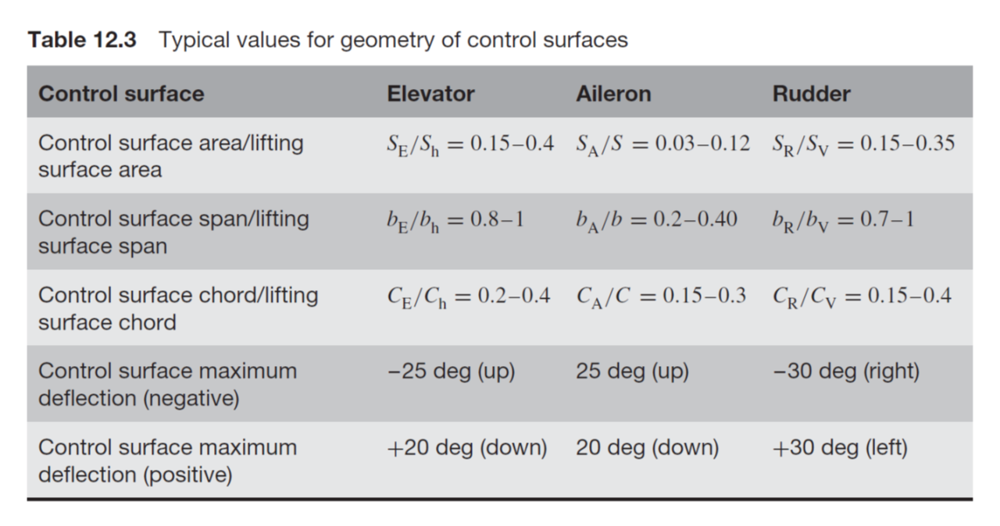 Table 12.3 Typical values for geometry of control surfaces
Control surface Elevator Aileron Rudder
Control surface area/lifting surface area S_E/S_h = 0.15–0.4 S_A/S = 0.03–0.12 S_R/S_V = 0.15–0.35
Control surface span/lifting surface span b_E/b_h = 0.8–1 b_A/b = 0.2–0.40 b_R/b_V = 0.7–1
Control surface chord/lifting surface chord C_E/C_h = 0.2–0.4 C_A/C = 0.15–0.3 C_R/C_V = 0.15–0.4
Control surface maximum deflection (negative) −25 deg (up) 25 deg (up) −30 deg (right)
Control surface maximum deflection (positive) +20 deg (down) 20 deg (down) +30 deg (left)